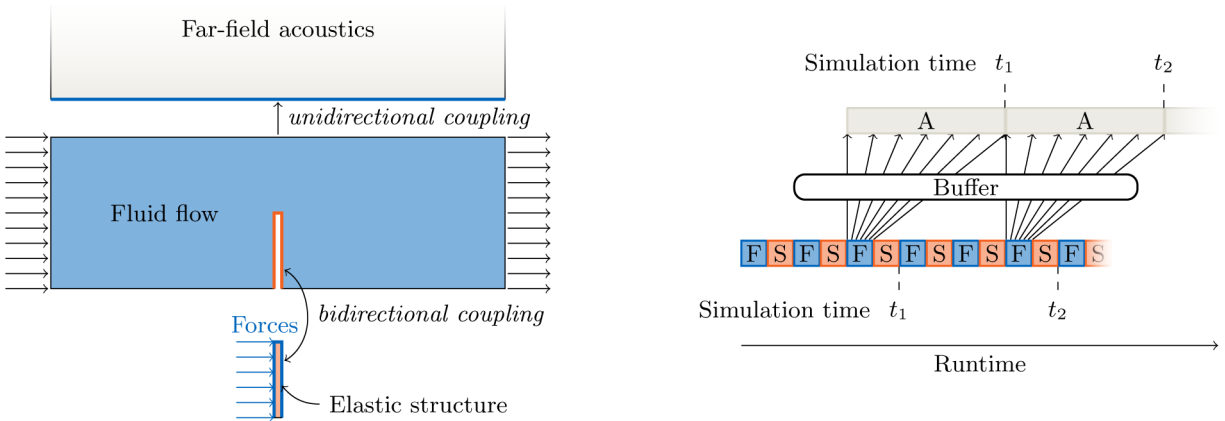 Far-field acoustics
unidirectional coupling
Fluid flow
bidirectional coupling
Forces
Elastic structure
Simulation time t1 t2
A A
Buffer
F S F S F S F S F S F S F S
Simulation time t1 t2
Runtime